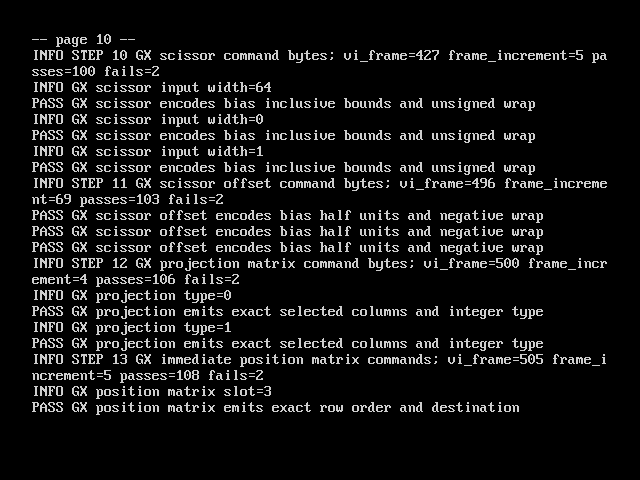 -- page 10 --
INFO STEP 10 GX scissor command bytes; vi_frame=427 frame_increment=5 pa
sses=100 fails=2
INFO GX scissor input width=64
PASS GX scissor encodes bias inclusive bounds and unsigned wrap
INFO GX scissor input width=0
PASS GX scissor encodes bias inclusive bounds and unsigned wrap
INFO GX scissor input width=1
PASS GX scissor encodes bias inclusive bounds and unsigned wrap
INFO STEP 11 GX scissor offset command bytes; vi_frame=496 frame_increme
nt=69 passes=103 fails=2
PASS GX scissor offset encodes bias half units and negative wrap
PASS GX scissor offset encodes bias half units and negative wrap
PASS GX scissor offset encodes bias half units and negative wrap
INFO STEP 12 GX projection matrix command bytes; vi_frame=500 frame_incr
ement=4 passes=106 fails=2
INFO GX projection type=0
PASS GX projection emits exact selected columns and integer type
INFO GX projection type=1
PASS GX projection emits exact selected columns and integer type
INFO STEP 13 GX immediate position matrix commands; vi_frame=505 frame_i
ncrement=5 passes=108 fails=2
INFO GX position matrix slot=3
PASS GX position matrix emits exact row order and destination